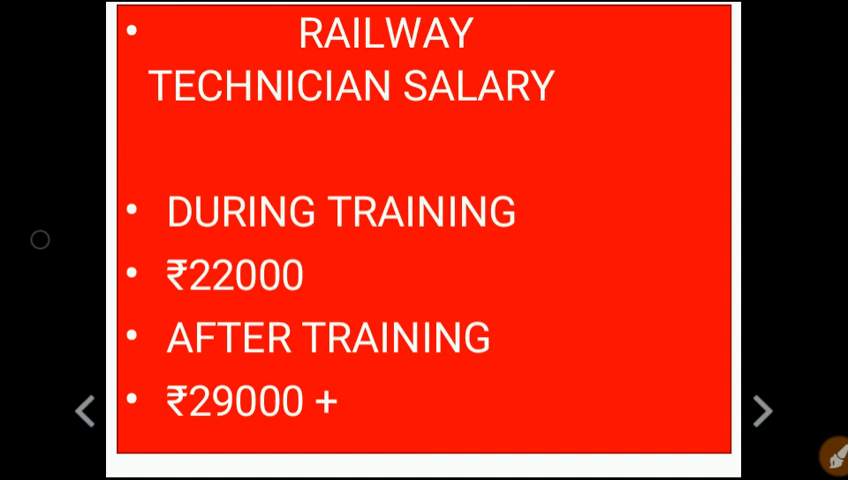 • RAILWAY
TECHNICIAN SALARY
• DURING TRAINING
• ₹22000
• AFTER TRAINING
• ₹29000 +